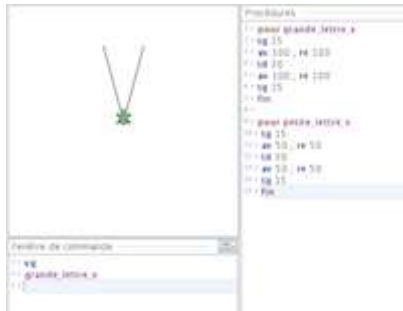 Procédures
pour grande_lettre_v
tg 15
av 100 , re 100
td 30
av 100 , re 100
tg 15
fin
pour petite_lettre_v
tg 15
av 50 , re 50
td 30
av 50 , re 50
tg 15
fin
Fenêtre de commande
vg
grande_lettre_v